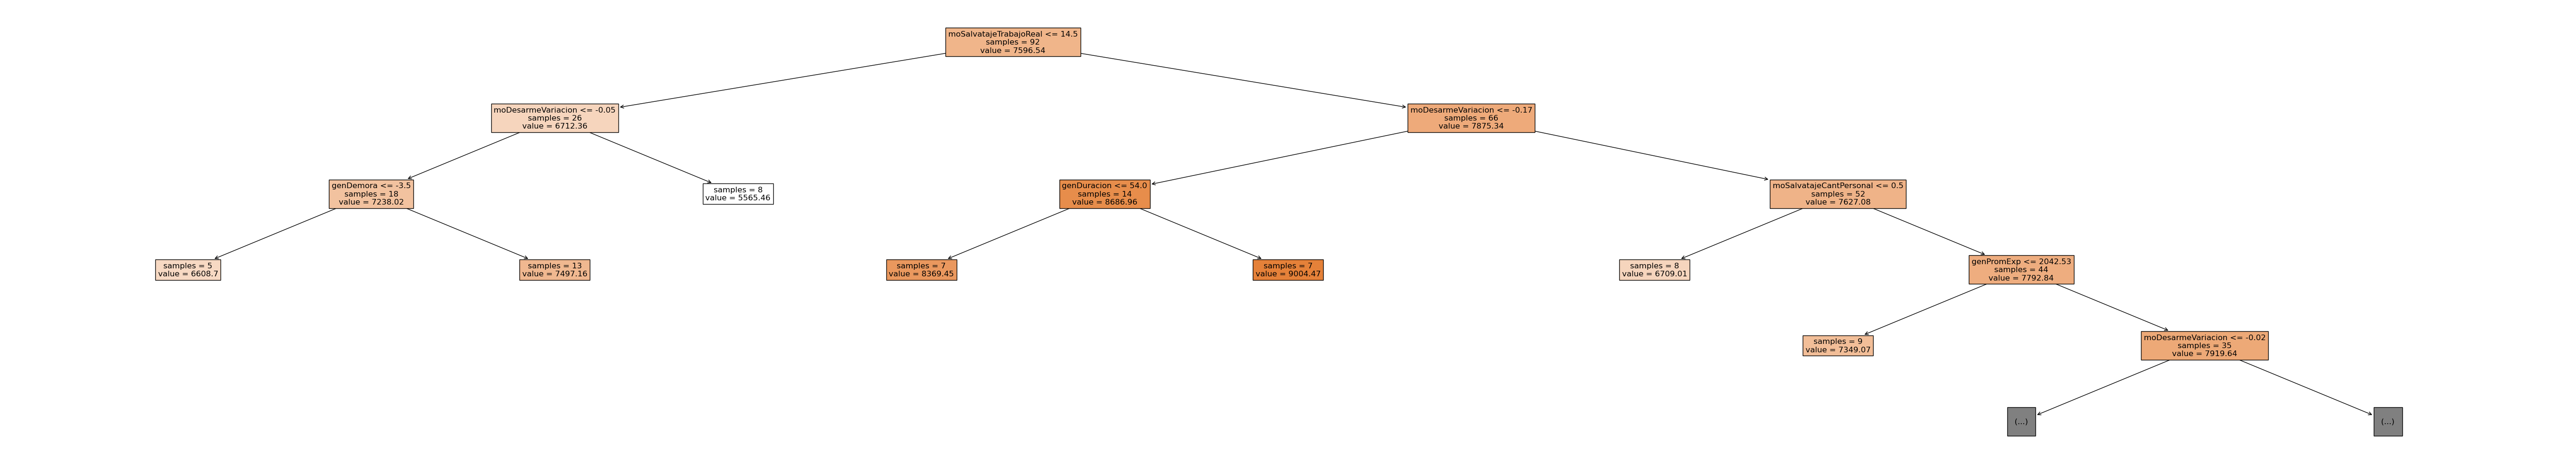 moSalvatajeTrabajoReal <= 14.5
samples = 92
value = 7596.54
moDesarmeVariacion <= -0.05
samples = 26
value = 6712.36
moDesarmeVariacion <= -0.17
samples = 66
value = 7875.34
genDemora <= -3.5
samples = 18
value = 7238.02
samples = 8
value = 5565.46
genDuracion <= 54.0
samples = 14
value = 8686.96
moSalvatajeCantPersonal <= 0.5
samples = 52
value = 7627.08
samples = 5
value = 6608.7
samples = 13
value = 7497.16
samples = 7
value = 8369.45
samples = 7
value = 9004.47
samples = 8
value = 6709.01
genPromExp <= 2042.53
samples = 44
value = 7792.84
samples = 9
value = 7349.07
moDesarmeVariacion <= -0.02
samples = 35
value = 7919.64
(...)
(...)